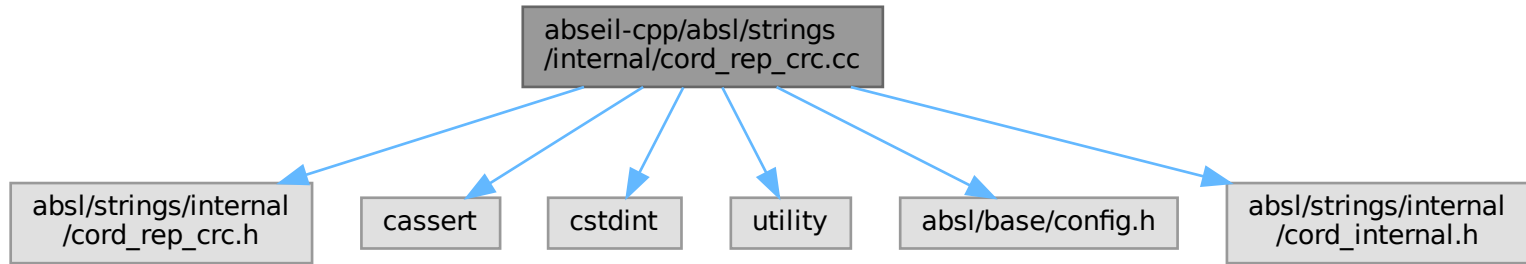 abseil-cpp/absl/strings
/internal/cord_rep_crc.cc
absl/strings/internal
/cord_rep_crc.h
cassert
cstdint
utility
absl/base/config.h
absl/strings/internal
/cord_internal.h